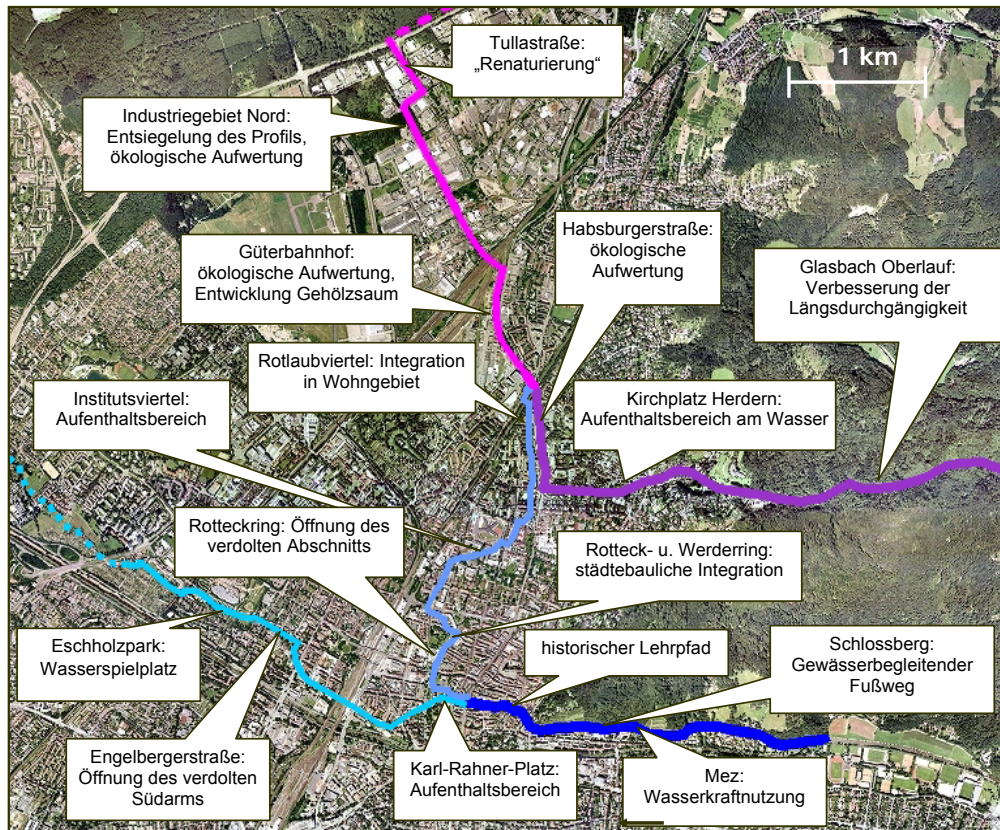 Tullastraße:
„Renaturierung“
1 km
Industriegebiet Nord:
Entsiegelung des Profils,
ökologische Aufwertung
Habsburgerstraße:
ökologische
Aufwertung
Güterbahnhof:
ökologische Aufwertung,
Entwicklung Gehölzsaum
Glasbach Oberlauf:
Verbesserung der
Längsdurchgängigkeit
Rotlaubviertel: Integration
in Wohngebiet
Institutsviertel:
Aufenthaltsbereich
Kirchplatz Herdern:
Aufenthaltsbereich am Wasser
Rotteckring: Öffnung des
verdolten Abschnitts
Rotteck- u. Werderring:
städtebauliche Integration
Eschholzpark:
Wasserspielplatz
historischer Lehrpfad
Schlossberg:
Gewässerbegleitender
Fußweg
Engelbergerstraße:
Öffnung des verdolten
Südarms
Karl-Rahner-Platz:
Aufenthaltsbereich
Mez:
Wasserkraftnutzung